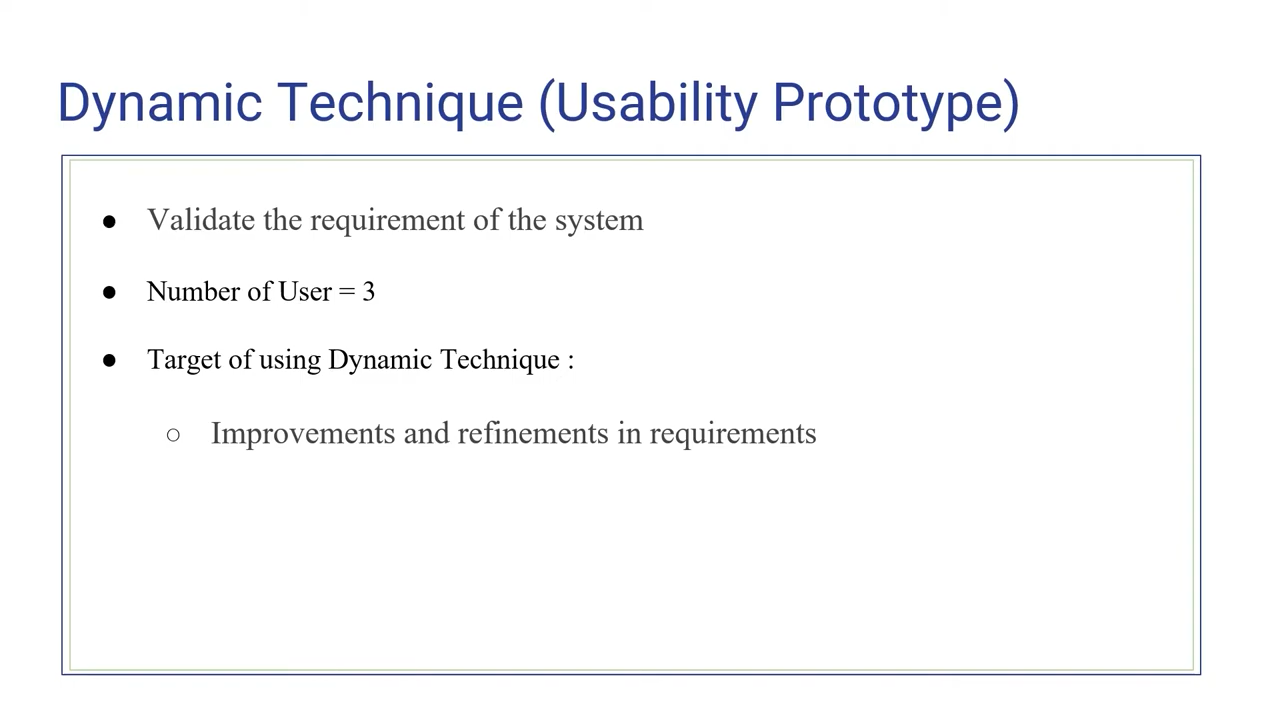 Dynamic Technique (Usability Prototype)
● Validate the requirement of the system
● Number of User = 3
● Target of using Dynamic Technique :
○ Improvements and refinements in requirements